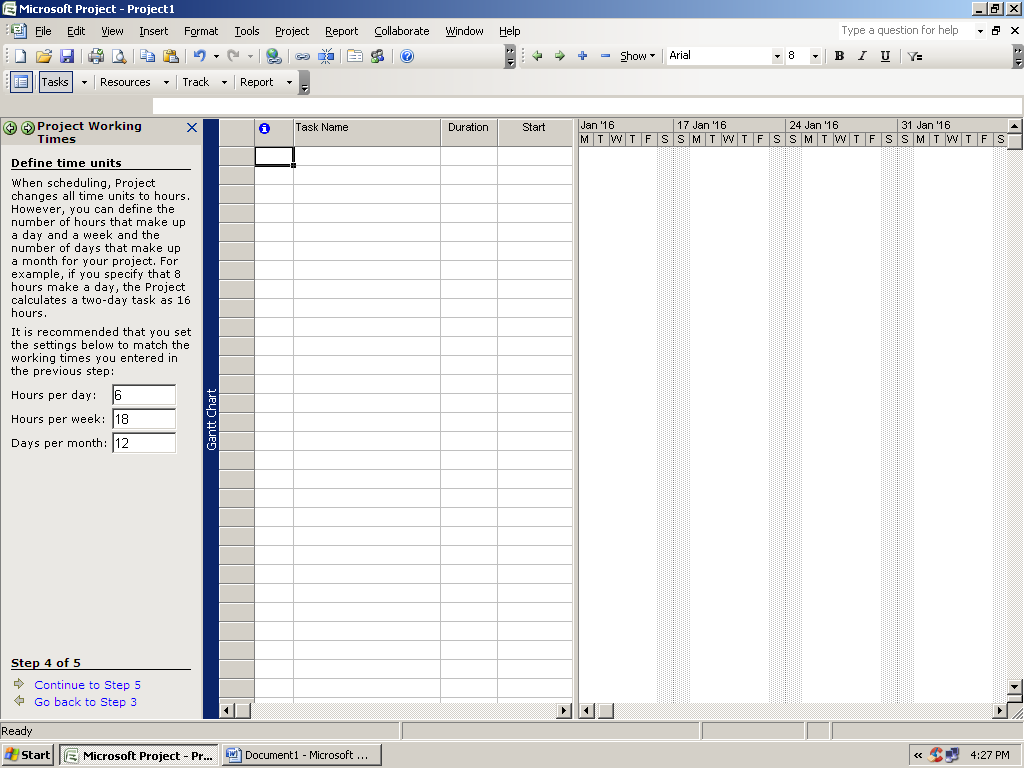 Microsoft Project - Project1
File Edit View Insert Format Tools Project Report Collaborate Window Help
Type a question for help
Show Arial 8 B I U
Tasks Resources Track Report
Project Working
Times
Define time units
When scheduling, Project
changes all time units to hours.
However, you can define the
number of hours that make up
a day and a week and the
number of days that make up
a month for your project. For
example, if you specify that 8
hours make a day, the Project
calculates a two-day task as 16
hours.
It is recommended that you set
the settings below to match the
working times you entered in
the previous step:
Hours per day: 6
Hours per week: 18
Days per month: 12
Step 4 of 5
Continue to Step 5
Go back to Step 3
Gantt Chart
Task Name Duration Start
Jan '16 17 Jan '16 24 Jan '16 31 Jan '16
M T W T F S S M T W T F S S M T W T F S S M T W T F S
Ready
Start Microsoft Project - Pr... Document1 - Microsoft ... « 4:27 PM